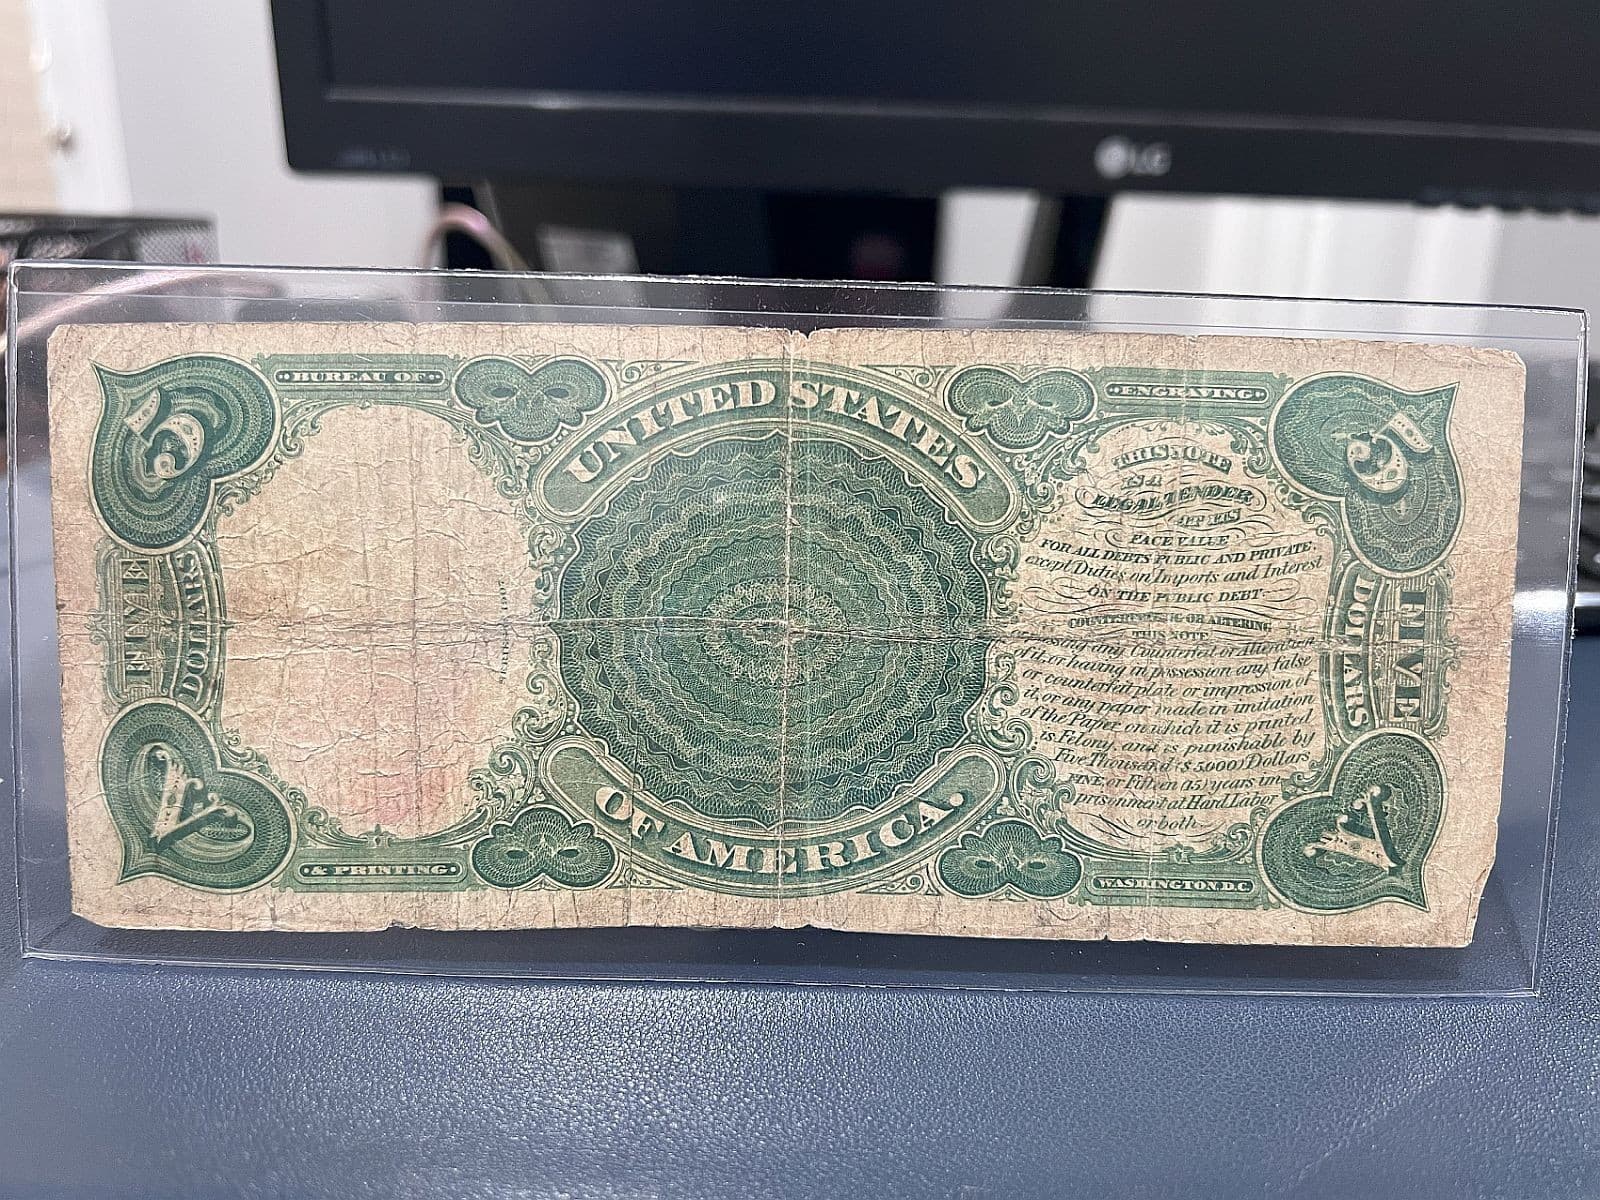 LG
BUREAU OF
ENGRAVING
5
5
UNITED STATES
THIS NOTE
IS A
LEGAL TENDER
AT ITS
FACE VALUE
FOR ALL DEBTS PUBLIC AND PRIVATE,
except Duties on Imports and Interest
ON THE PUBLIC DEBT.
COUNTERFEITING OR ALTERING
THIS NOTE
or passing any Counterfeit or Alteration
of it, or having in possession any false
or counterfeit plate or impression of
it, or any paper made in imitation
of the Paper on which it is printed
is Felony, and is punishable by
Five Thousand ($5000) Dollars
FINE, or Fifteen (15) years im-
prisonment at Hard Labor
or both
FIVE
DOLLARS
SERIES OF 1907.
FIVE
DOLLARS
V
V
OF AMERICA.
& PRINTING.
WASHINGTON D.C.